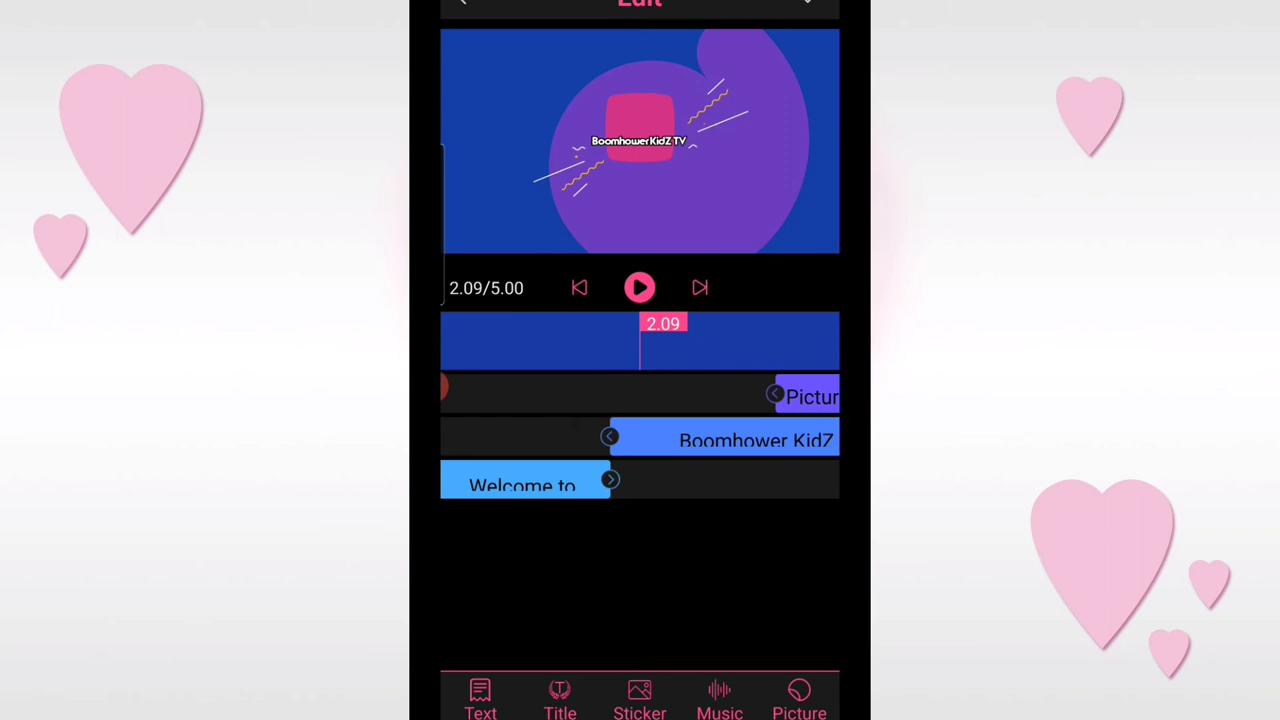 Edit
BoomhowerKidZ TV
2.09/5.00
2.09
Pictur
Boomhower KidZ
Welcome to
Text
Title
Sticker
Music
Picture